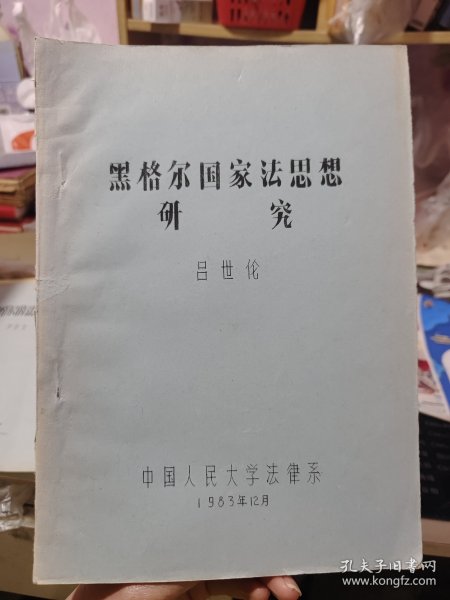 黑格尔国家法思想
研究
吕世伦
中国人民大学法律系
1983年12月
孔夫子旧书网
www.kongfz.com